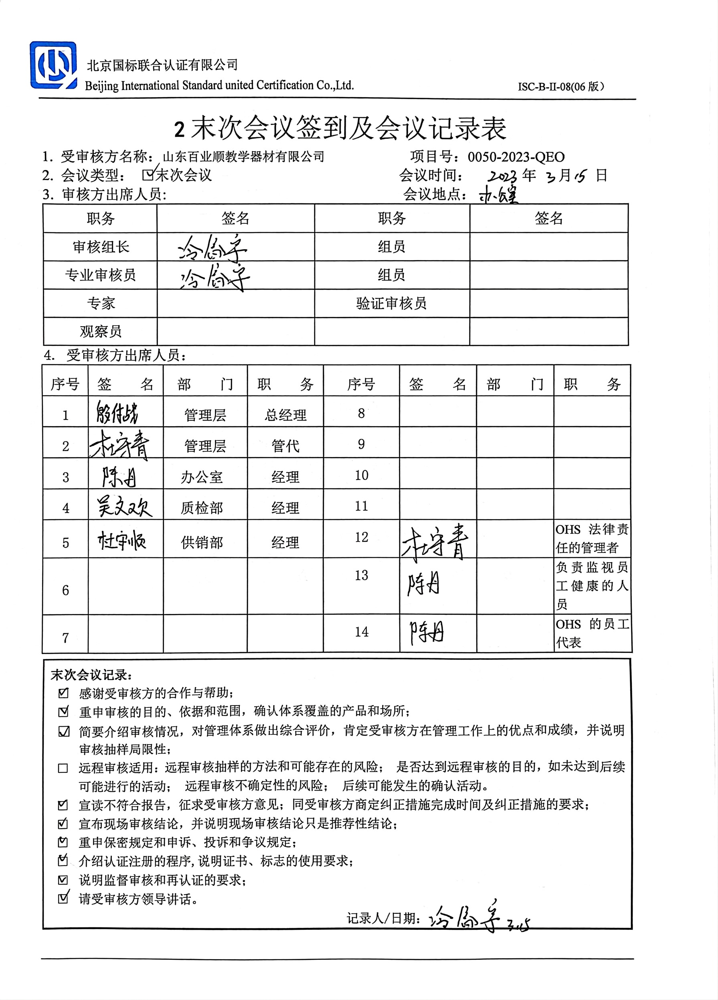 北京国标联合认证有限公司
Beijing International Standard united Certification Co.,Ltd.
ISC-B-II-08(06 版)
2 末次会议签到及会议记录表
1. 受审核方名称：山东百业顺教学器材有限公司 项目号：0050-2023-QEO
2. 会议类型： ☑末次会议 会议时间： 2023 年 3 月 15 日
3. 审核方出席人员: 会议地点：办公室
职务 签名 职务 签名
审核组长 组员
专业审核员 组员
专家 验证审核员
观察员
4. 受审核方出席人员：
序号 签 名 部 门 职 务 序号 签 名 部 门 职 务
1 殷付战 管理层 总经理 8
2 杜守青 管理层 管代 9
3 陈丹 办公室 经理 10
4 吴文欢 质检部 经理 11
5 杜守顺 供销部 经理 12 杜守青 OHS 法律责
任的管理者
6 13 陈丹 负责监视员
工健康的人
员
7 14 陈丹 OHS 的员工
代表
末次会议记录：
☑ 感谢受审核方的合作与帮助；
☑ 重申审核的目的、依据和范围，确认体系覆盖的产品和场所；
☑ 简要介绍审核情况，对管理体系做出综合评价，肯定受审核方在管理工作上的优点和成绩，并说明
审核抽样局限性；
☐ 远程审核适用：远程审核抽样的方法和可能存在的风险； 是否达到远程审核的目的，如未达到后续
可能进行的活动； 远程审核不确定性的风险； 后续可能发生的确认活动。
☑ 宣读不符合报告，征求受审核方意见；同受审核方商定纠正措施完成时间及纠正措施的要求；
☑ 宣布现场审核结论，并说明现场审核结论只是推荐性结论；
☑ 重申保密规定和申诉、投诉和争议规定；
☑ 介绍认证注册的程序,说明证书、标志的使用要求；
☑ 说明监督审核和再认证的要求；
☑ 请受审核方领导讲话。
记录人/日期： 3.15